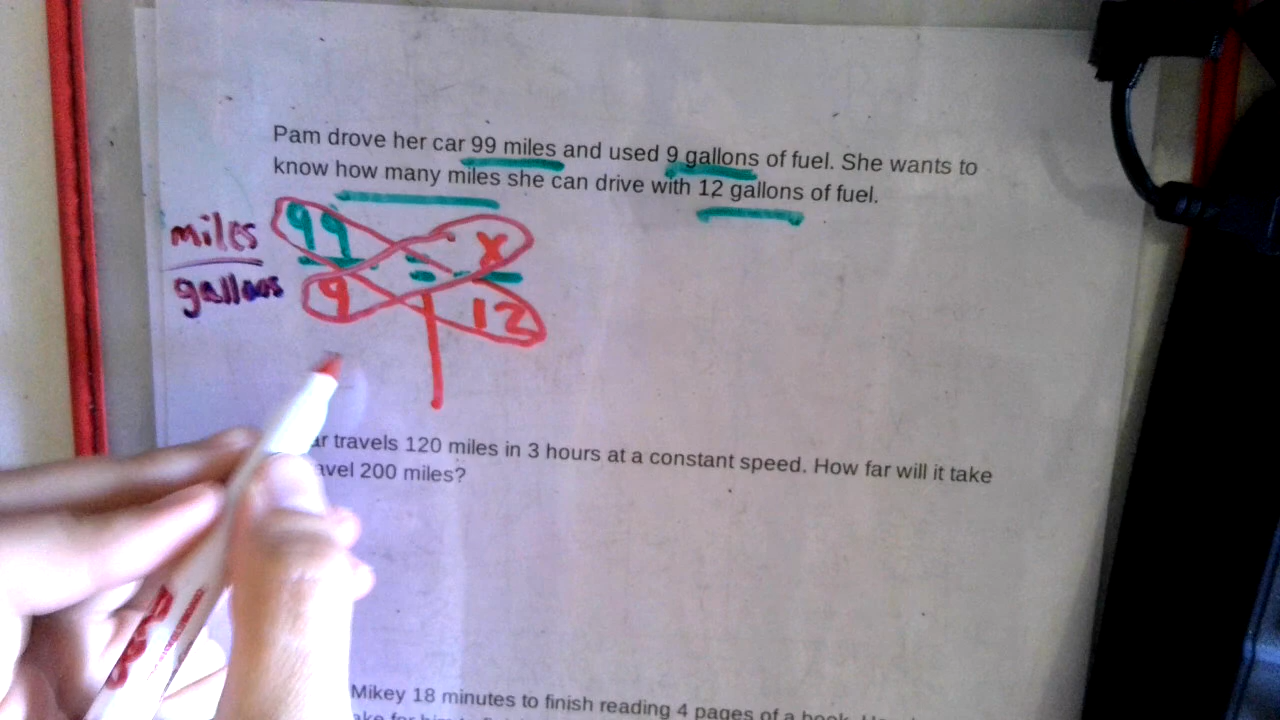 Pam drove her car 99 miles and used 9 gallons of fuel. She wants to
know how many miles she can drive with 12 gallons of fuel.
miles 99 = x
gallons 9 12
ar travels 120 miles in 3 hours at a constant speed. How far will it take
avel 200 miles?
Mikey 18 minutes to finish reading 4 pages of a book.